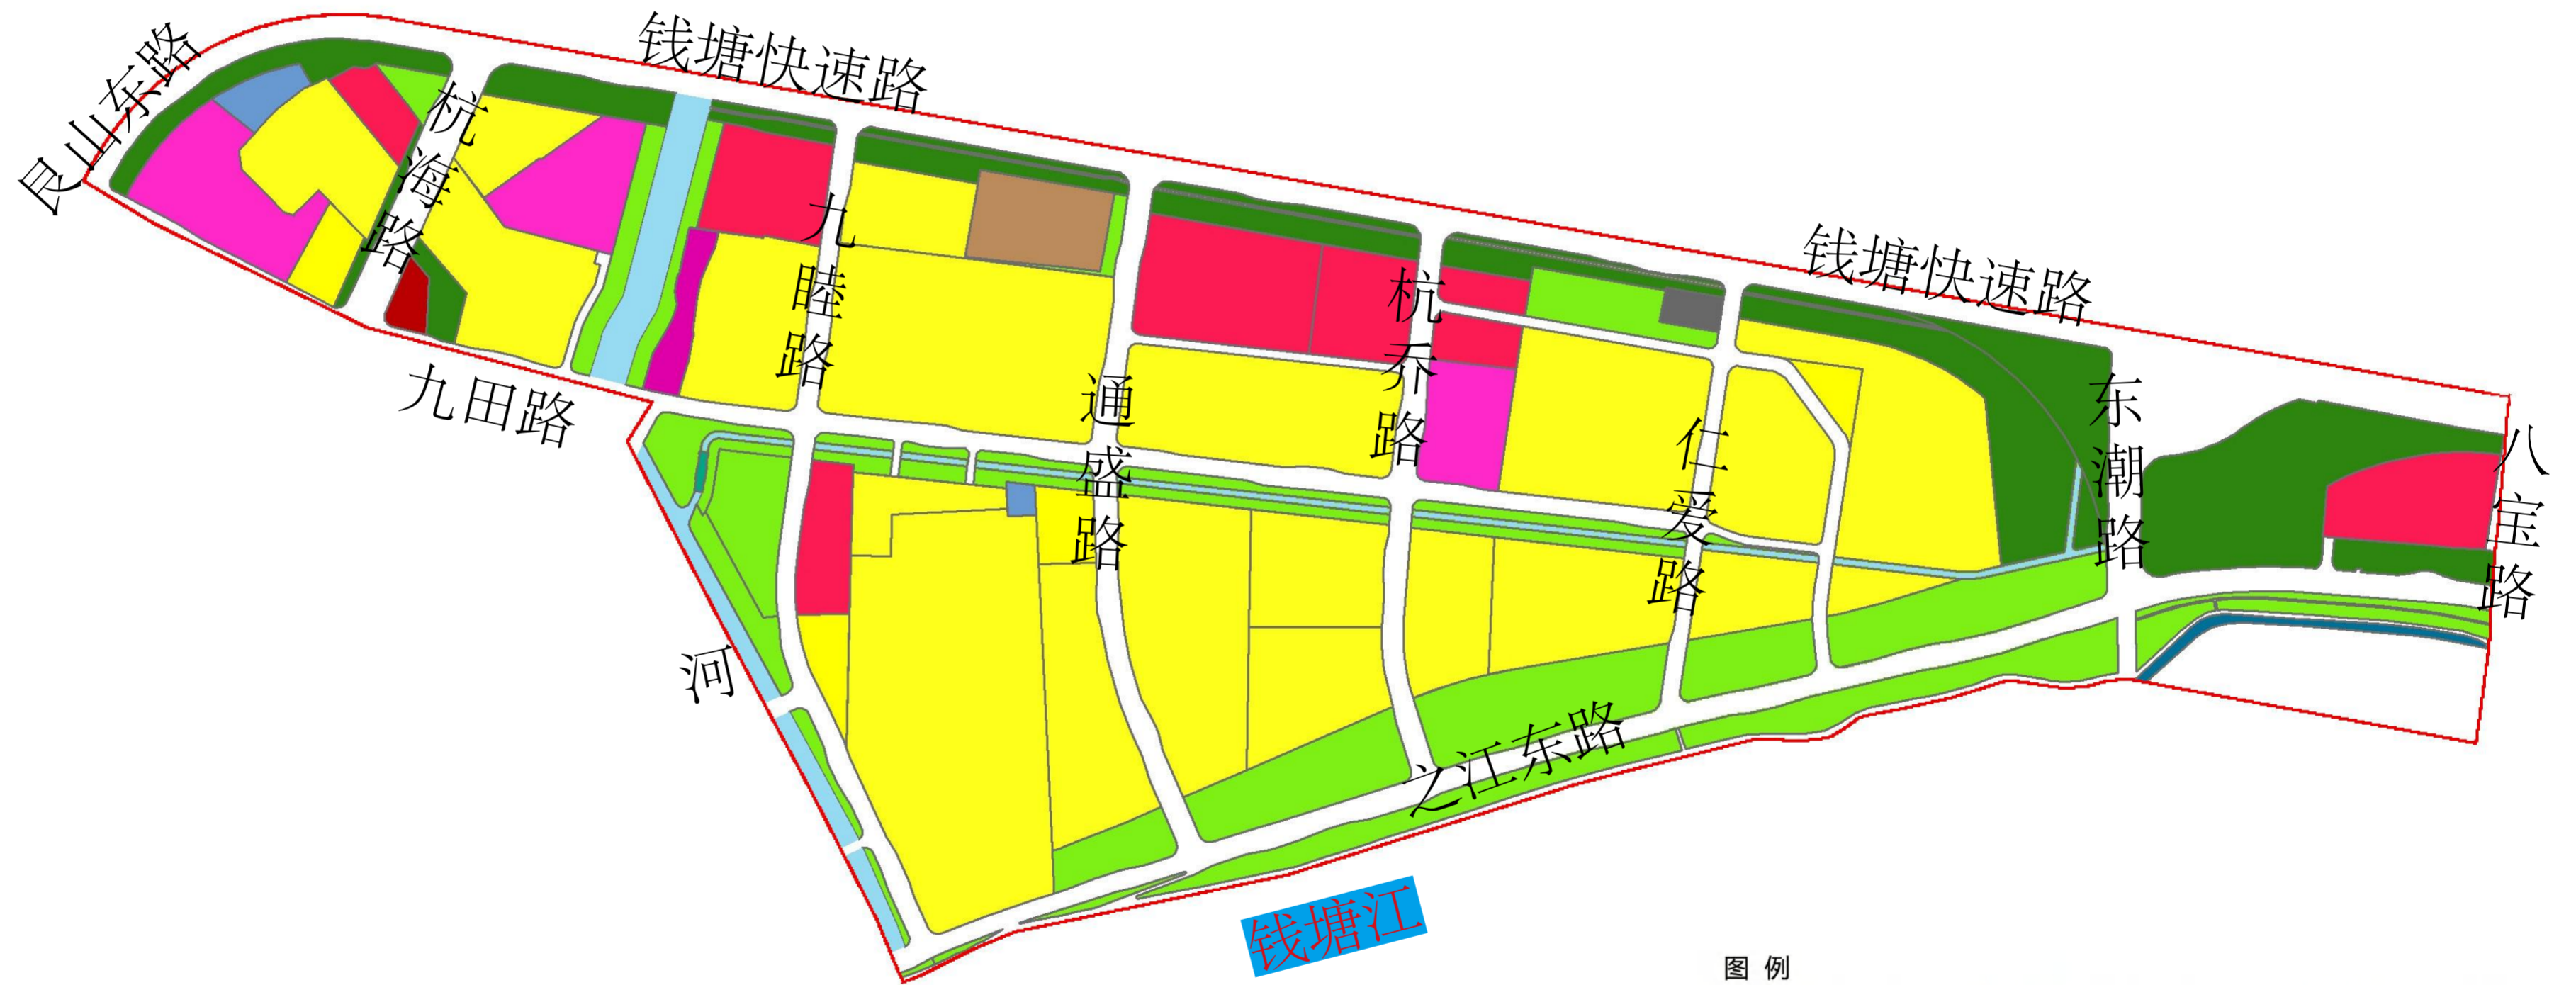 艮山东路
钱塘快速路
杭海路
九睦路
钱塘快速路
杭乔路
通盛路
九田路
仁爱路
东潮路
八宝路
河
之江东路
钱塘江
图 例